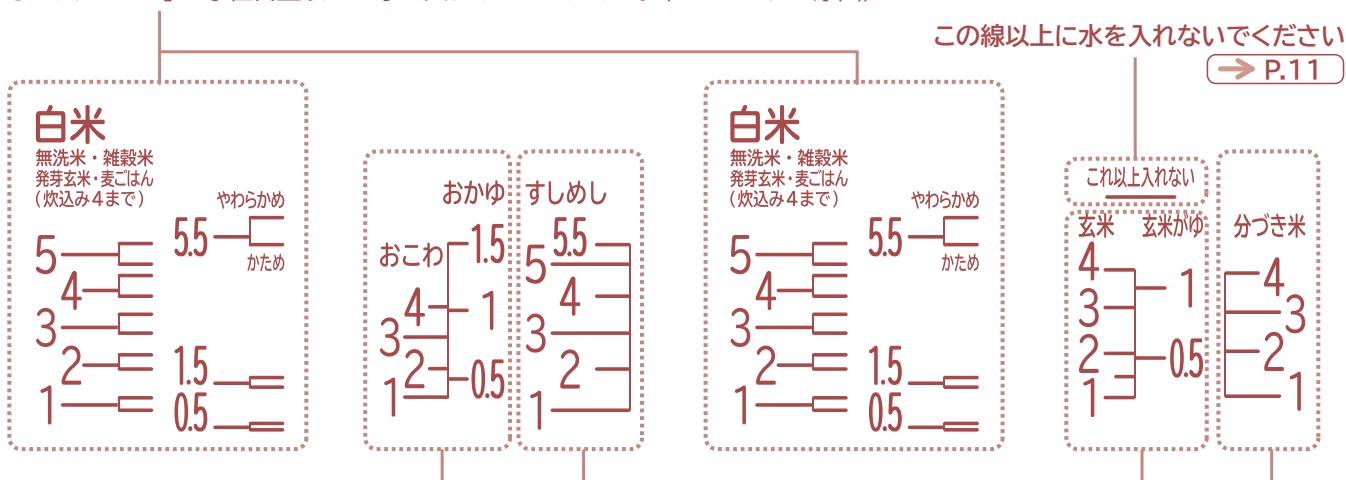 この線以上に水を入れないでください
P.11
白米
無洗米・雑穀米
発芽玄米・麦ごはん
(炊込み4まで)
やわらかめ
5.5
かため
5
4
3
2
1
1.5
0.5
おかゆ
おこわ
1.5
4
1
3
2
0.5
1
すしめし
5.5
5
4
3
2
1
白米
無洗米・雑穀米
発芽玄米・麦ごはん
(炊込み4まで)
やわらかめ
5.5
かため
5
4
3
2
1
1.5
0.5
これ以上入れない
玄米 玄米がゆ
4
1
3
2
0.5
1
分づき米
4
3
2
1